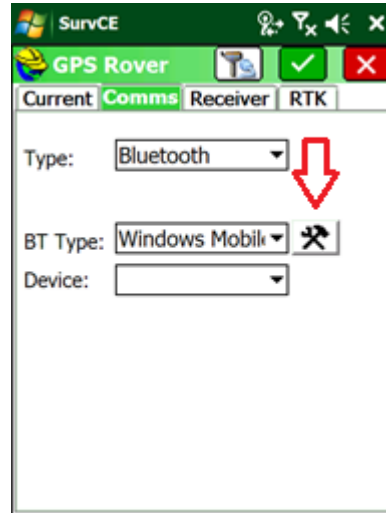 SurvCE
GPS Rover
Current Comms Receiver RTK
Type: Bluetooth
BT Type: Windows Mobil
Device: